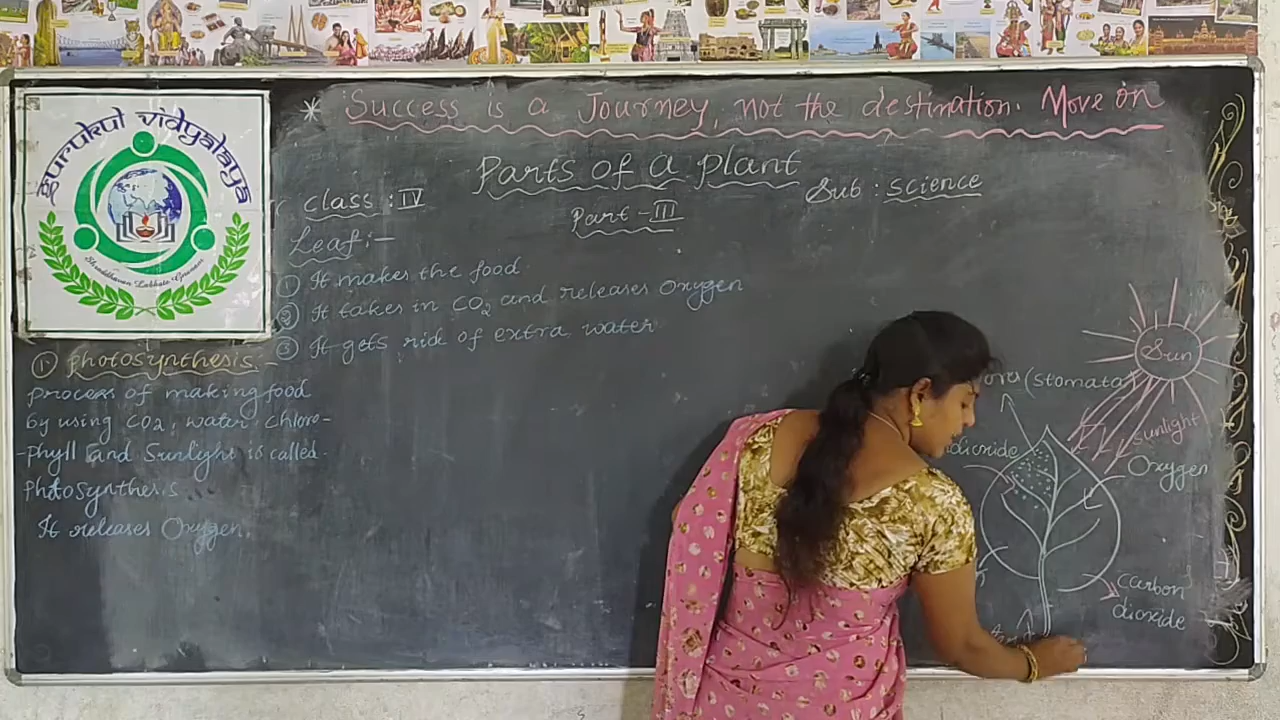 Gurukul Vidyalaya
Shraddhavan Labhate Gyanam
* Success is a Journey, not the destination. Move on
Parts of a plant
Sub : Science
Class : IV
Part - III
Leaf :-
① It makes the food.
② It takes in CO₂ and releases Oxygen
③ It gets rid of extra water
①. Photosynthesis :-
process of making food
by using CO₂, water, Chloro-
-phyll and Sunlight is called.
Photosynthesis.
It releases Oxygen.
Sun
(stomata)
sunlight
dioxide
Oxygen
Carbon
dioxide